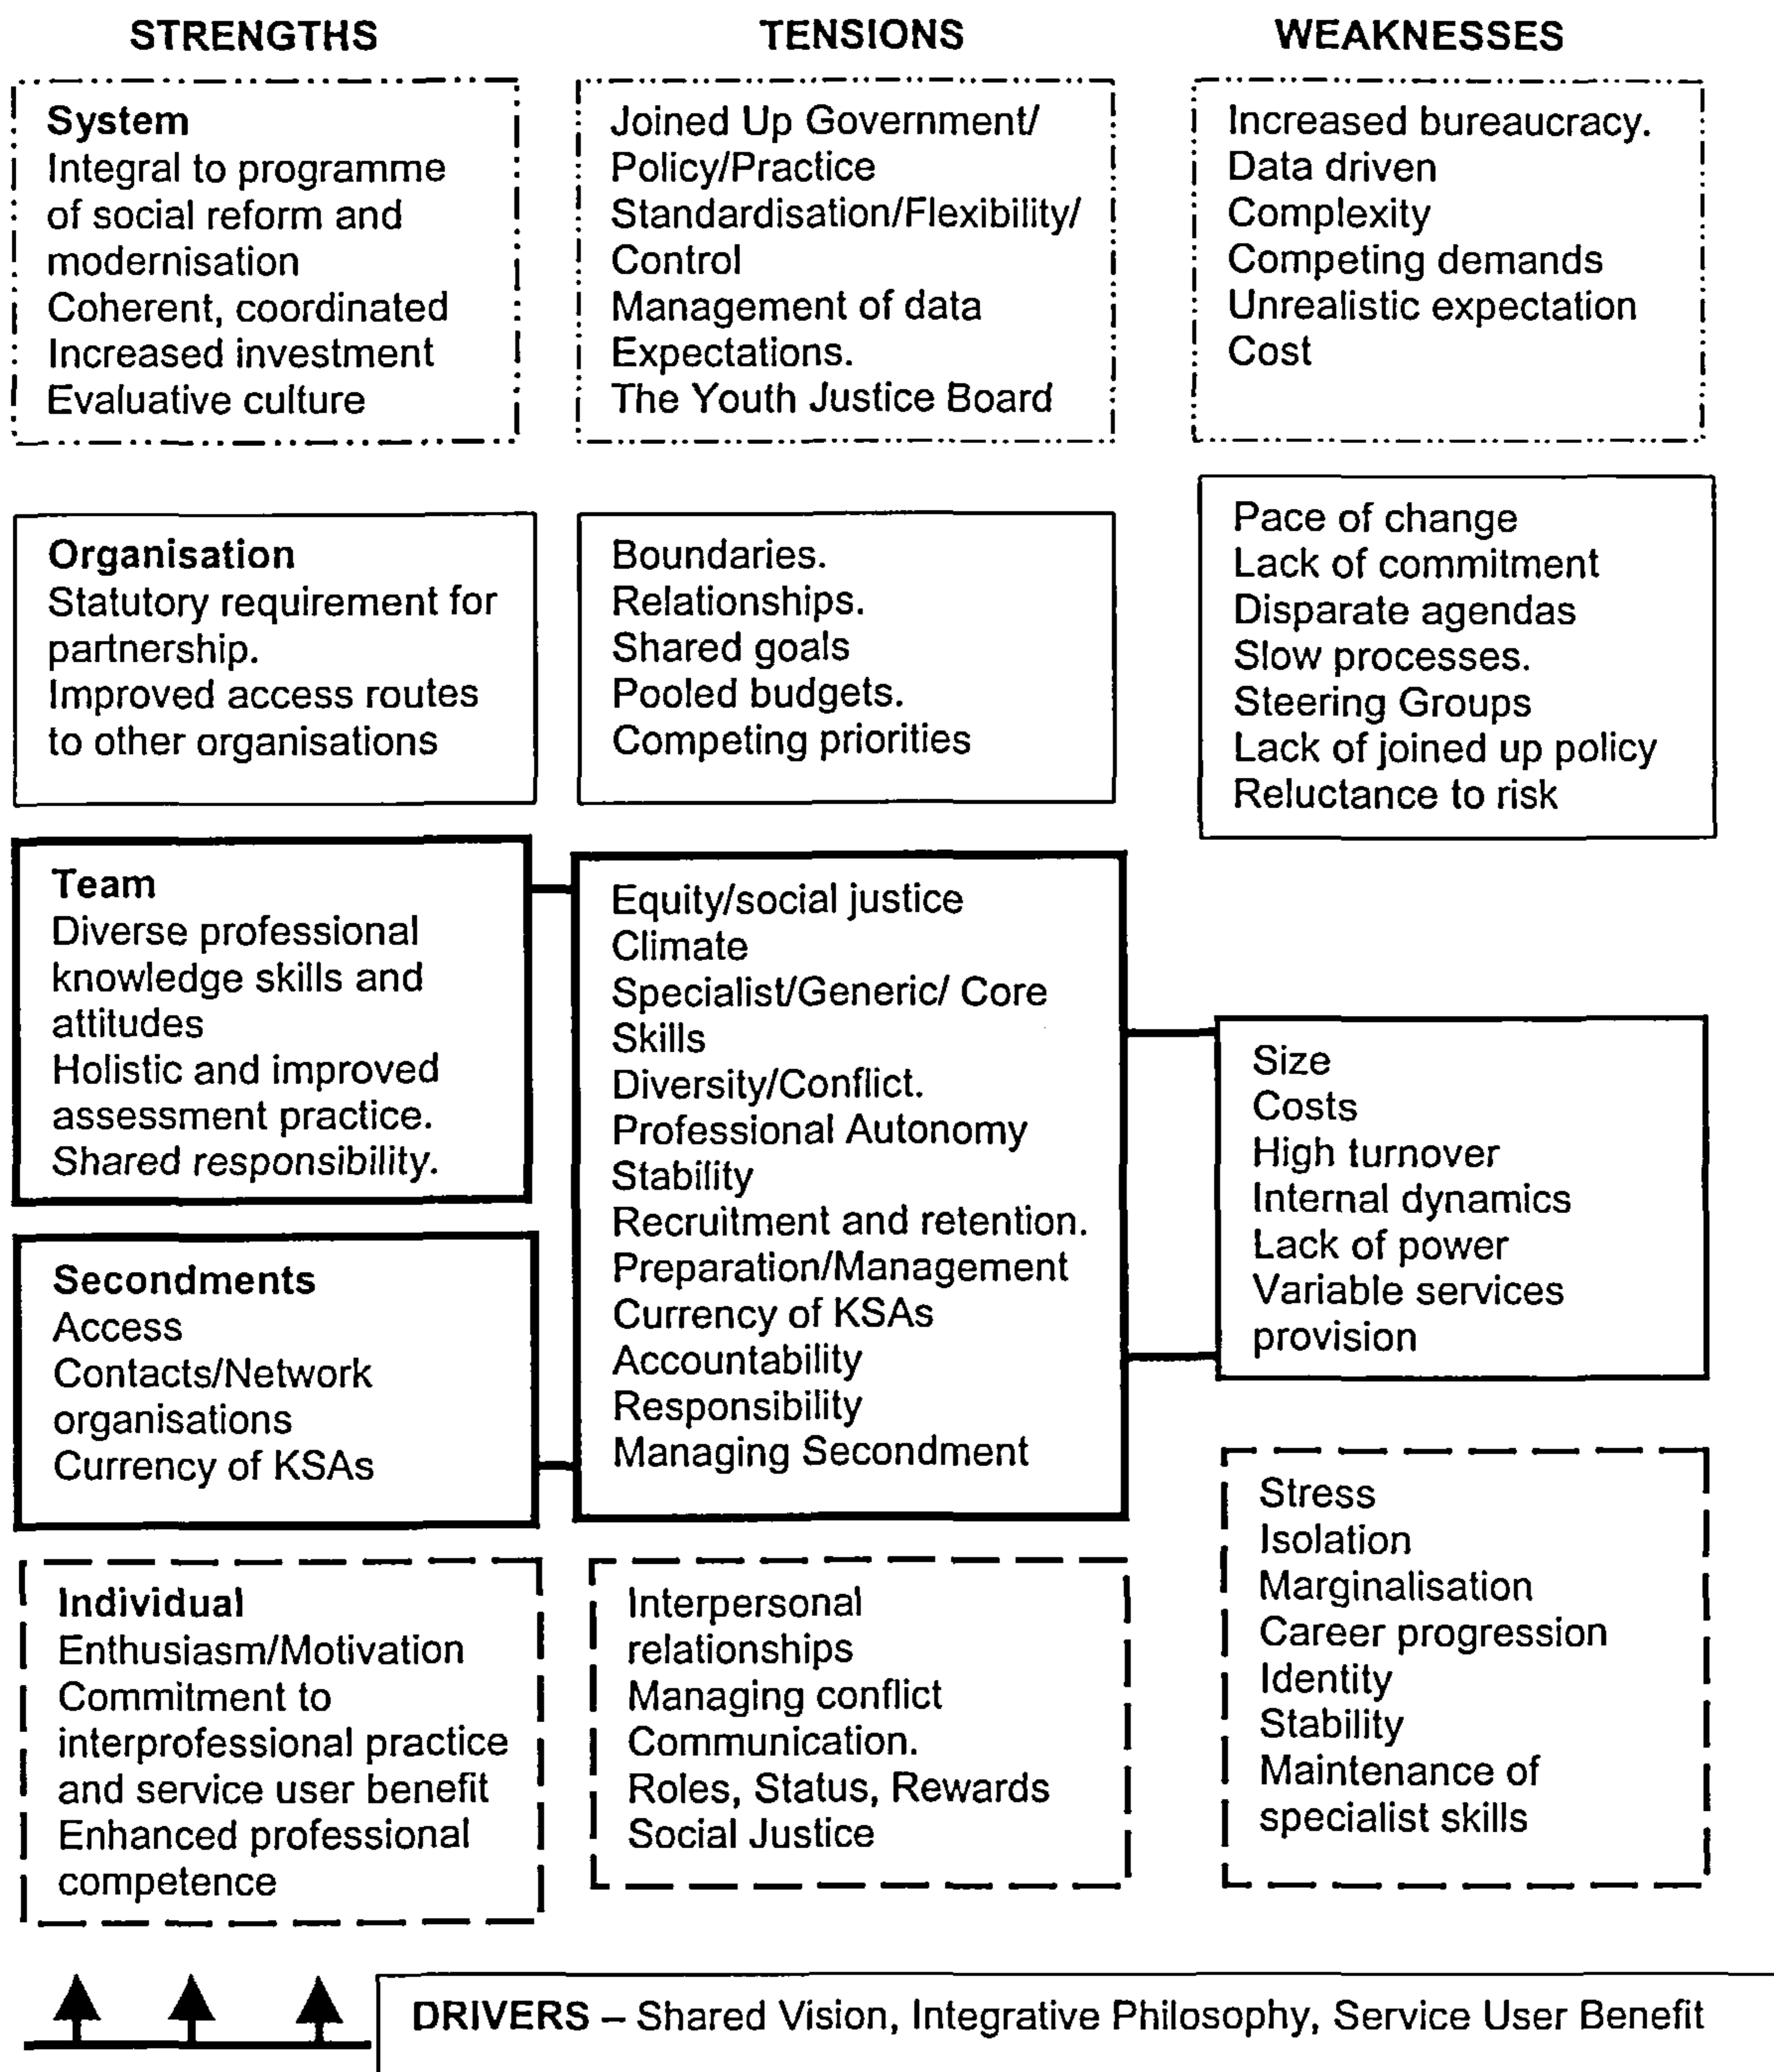 STRENGTHS
TENSIONS
WEAKNESSES
System
Integral to programme
of social reform and
modernisation
Coherent, coordinated
Increased investment
Evaluative culture
Joined Up Government/
Policy/Practice
Standardisation/Flexibility/
Control
Management of data
Expectations.
The Youth Justice Board
Increased bureaucracy.
Data driven
Complexity
Competing demands
Unrealistic expectation
Cost
Organisation
Statutory requirement for
partnership.
Improved access routes
to other organisations
Boundaries.
Relationships.
Shared goals
Pooled budgets.
Competing priorities
Pace of change
Lack of commitment
Disparate agendas
Slow processes.
Steering Groups
Lack of joined up policy
Reluctance to risk
Team
Diverse professional
knowledge skills and
attitudes
Holistic and improved
assessment practice.
Shared responsibility.
Secondments
Access
Contacts/Network
organisations
Currency of KSAs
Equity/social justice
Climate
Specialist/Generic/ Core
Skills
Diversity/Conflict.
Professional Autonomy
Stability
Recruitment and retention.
Preparation/Management
Currency of KSAs
Accountability
Responsibility
Managing Secondment
Size
Costs
High turnover
Internal dynamics
Lack of power
Variable services
provision
Individual
Enthusiasm/Motivation
Commitment to
interprofessional practice
and service user benefit
Enhanced professional
competence
Interpersonal
relationships
Managing conflict
Communication.
Roles, Status, Rewards
Social Justice
Stress
Isolation
Marginalisation
Career progression
Identity
Stability
Maintenance of
specialist skills
DRIVERS – Shared Vision, Integrative Philosophy, Service User Benefit